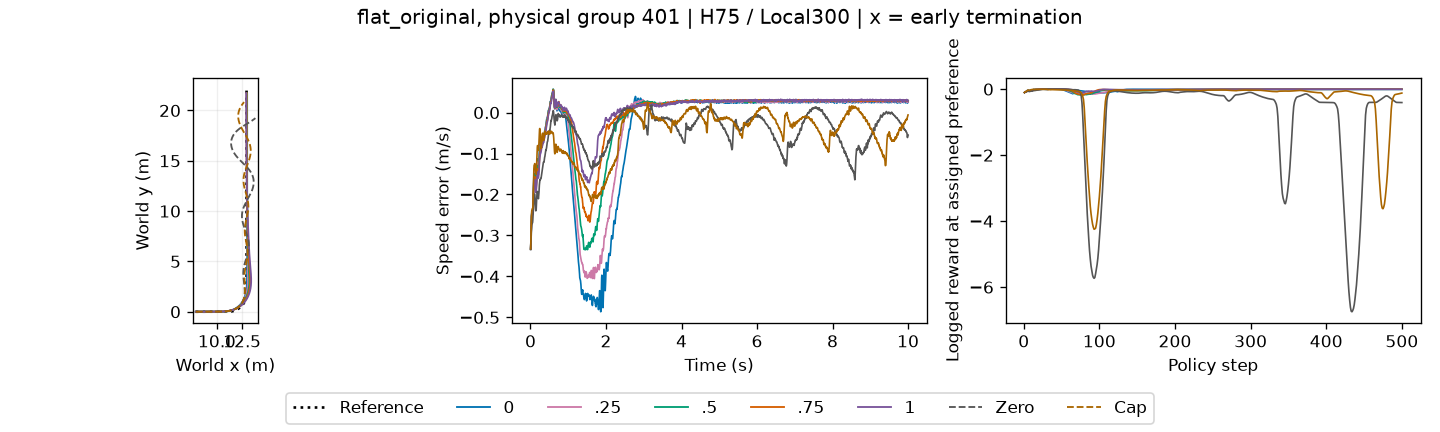 flat_original, physical group 401 | H75 / Local300 | x = early termination
World y (m)
20
15
10
5
0
10.0
12.5
World x (m)
Speed error (m/s)
0.0
−0.1
−0.2
−0.3
−0.4
−0.5
0 2 4 6 8 10
Time (s)
Logged reward at assigned preference
0
−2
−4
−6
0 100 200 300 400 500
Policy step
Reference 0 .25 .5 .75 1 Zero Cap